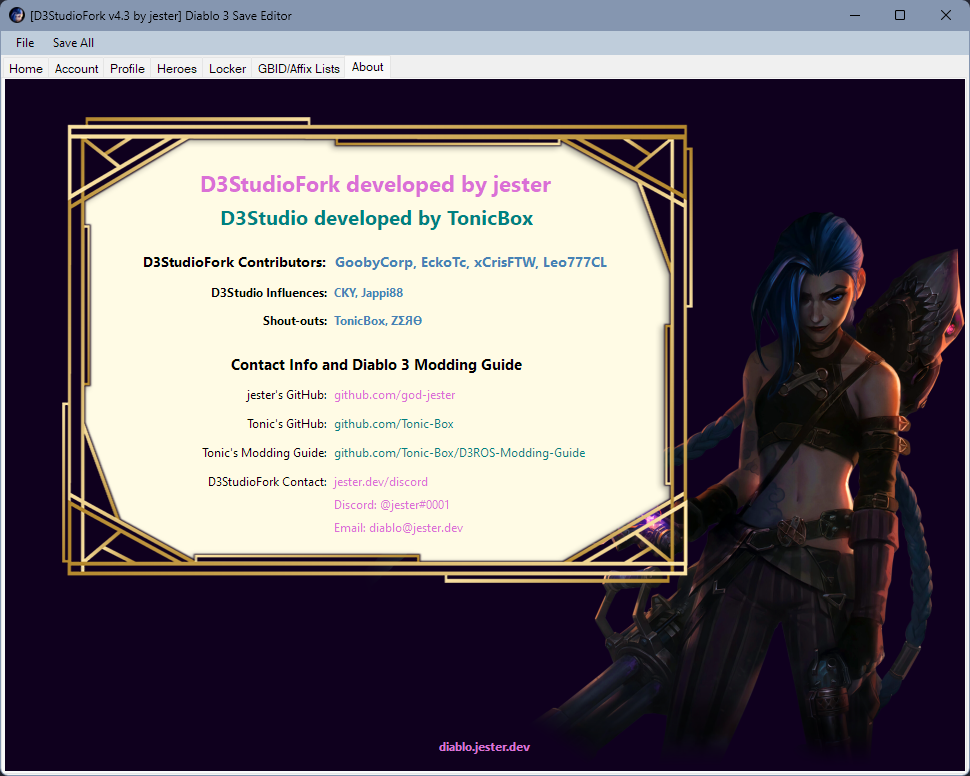 [D3StudioFork v4.3 by jester] Diablo 3 Save Editor
File Save All
Home Account Profile Heroes Locker GBID/Affix Lists About
D3StudioFork developed by jester
D3Studio developed by TonicBox
D3StudioFork Contributors: GoobyCorp, EckoTc, xCrisFTW, Leo777CL
D3Studio Influences: CKY, Jappi88
Shout-outs: TonicBox, ZΣЯӨ
Contact Info and Diablo 3 Modding Guide
jester's GitHub: github.com/god-jester
Tonic's GitHub: github.com/Tonic-Box
Tonic's Modding Guide: github.com/Tonic-Box/D3ROS-Modding-Guide
D3StudioFork Contact: jester.dev/discord
Discord: @jester#0001
Email: diablo@jester.dev
diablo.jester.dev